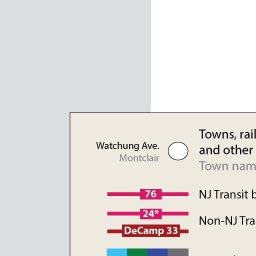 Watchung Ave.
Montclair
Towns, rail
and other
Town nam
76
NJ Transit b
24*
Non-NJ Tra
DeCamp 33